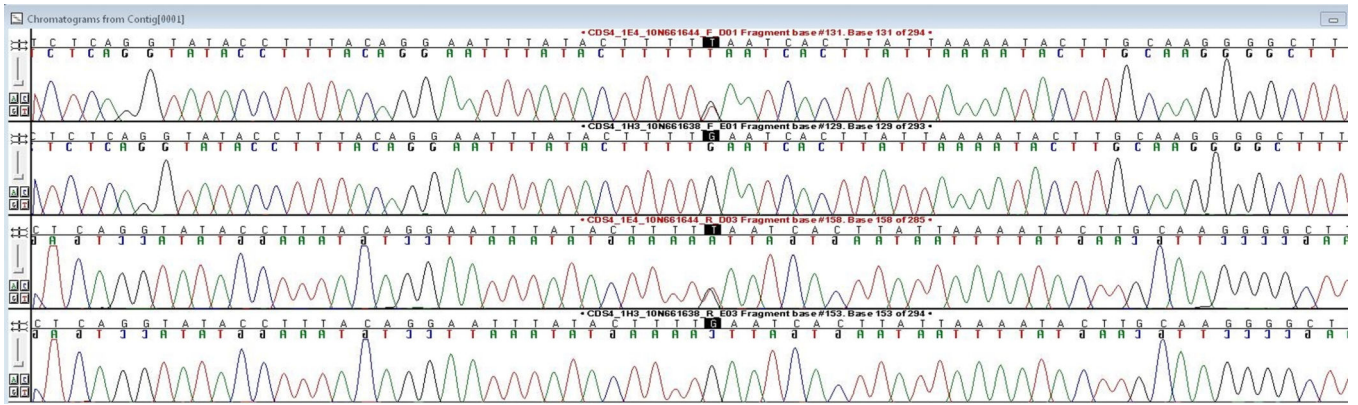 Chromatograms from Contig[0001]
• CDS4_1E4_10N661644_F_D01 Fragment base #131. Base 131 of 294 •
T C T C A G G T A T A C C T T T A C A G G A A T T T A T A C T T T T T A A T C A C T T A T T A A A A T A C T T G C A A G G G G C T T
C T C A G G T A T A C C T T T A C A G G A A T T T A T A C T T T T T A A T C A C T T A T T A A A A T A C T T G C A A G G G G C T T
A C
G T
• CDS4_1H3_10N661638_F_E01 Fragment base #129. Base 129 of 293 •
C T C T C A G G T A T A C C T T T A C A G G A A T T T A T A C T T T T G A A T C A C T T A T T A A A A T A C T T G C A A G G G G C T T T
T C T C A G G T A T A C C T T T A C A G G A A T T T A T A C T T T T G A A T C A C T T A T T A A A A T A C T T G C A A G G G G C T T T
A C
G T
• CDS4_1E4_10N661644_R_D03 Fragment base #158. Base 158 of 285 •
C T C A G G T A T A C C T T T A C A G G A A T T T A T A C T T T T T A A T C A C T T A T T A A A A T A C T T G C A A G G G G C T
G A G T C C A T A T G G A A A T G T C C T T A A A T A T G A A A A A T T A G T G A A T A A T T T T A T G A A C G T T C C C C G A A
A C
G T
• CDS4_1H3_10N661638_R_E03 Fragment base #153. Base 153 of 294 •
C T C A G G T A T A C C T T T A C A G G A A T T T A T A C T T T T G A A T C A C T T A T T A A A A T A C T T G C A A G G G G C T
G A G T C C A T A T G G A A A T G T C C T T A A A T A T G A A A A C T T A G T G A A T A A T T T T A T G A A C G T T C C C C G A
A C
G T